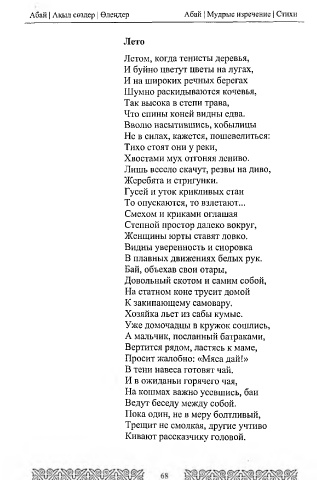 Абай | Ақыл сөздер | Өлеңдер
Абай | Мудрые изречение | Стихи
Лето
Летом, когда тенисты деревья,
И буйно цветут цветы на лугах,
И на широких речных берегах
Шумно раскидываются кочевья,
Так высока в степи трава,
Что спины коней видны едва.
Вволю насытившись, кобылицы
Не в силах, кажется, пошевелиться:
Тихо стоят они у реки,
Хвостами мух отгоняя лениво.
Лишь весело скачут, резвы на диво,
Жеребята и стригунки.
Гусей и уток крикливых стан
То опускаются, то взлетают...
Смехом и криками оглашая
Степной простор далеко вокруг,
Женщины юрты ставят ловко.
Видны уверенность и сноровка
В плавных движениях белых рук.
Бай, объехав свои отары,
Довольный скотом и самим собой,
На статном коне трусит домой
К закипающему самовару.
Хозяйка льет из сабы кумыс.
Уже домочадцы в кружок сошлись,
А мальчик, посланный батраками,
Вертится рядом, ластясь к маме,
Просит жалобно: «Мяса дай!»
В тени навеса готовят чай.
И в ожиданьи горячего чая,
На кошмах важно усевшись, баи
Ведут беседу между собой.
Пока один, не в меру болтливый,
Трещит не смолкая, другие учтиво
Кивают рассказчику головой.
68